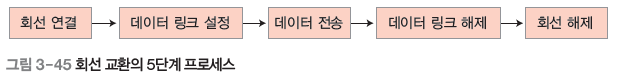 회선 연결 데이터 링크 설정 데이터 전송 데이터 링크 해제 회선 해제
그림 3-45 회선 교환의 5단계 프로세스